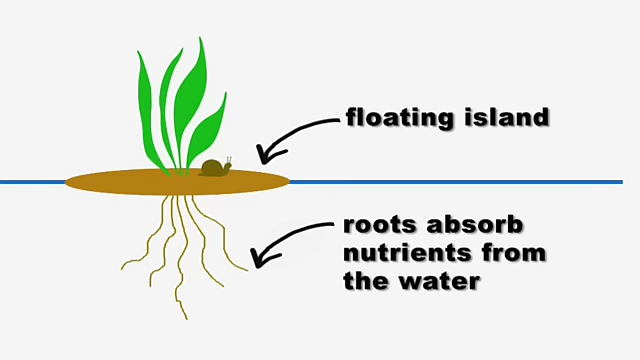 floating island
roots absorb
nutrients from
the water